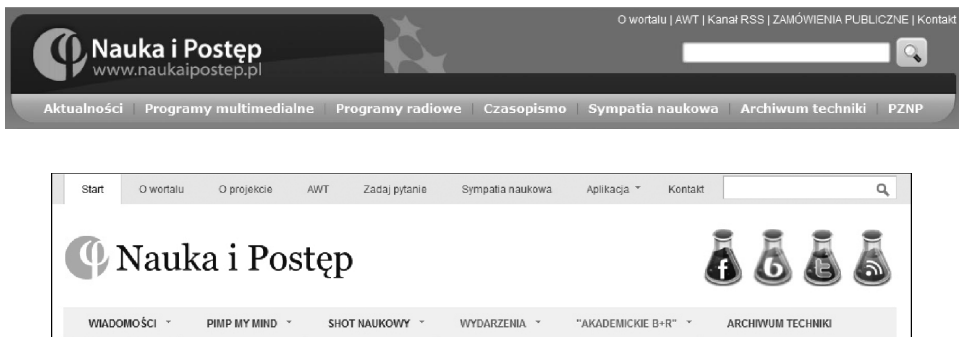 O wortalu | AWT | Kanał RSS | ZAMÓWIENIA PUBLICZNE | Kontakt
Nauka i Postęp
www.naukaipostep.pl
Aktualności | Programy multimedialne | Programy radiowe | Czasopismo | Sympatia naukowa | Archiwum techniki | PZNP
Start O wortalu O projekcie AWT Zadaj pytanie Sympatia naukowa Aplikacja Kontakt
Nauka i Postęp
WIADOMOŚCI PIMP MY MIND SHOT NAUKOWY WYDARZENIA "AKADEMICKIE B+R" ARCHIWUM TECHNIKI